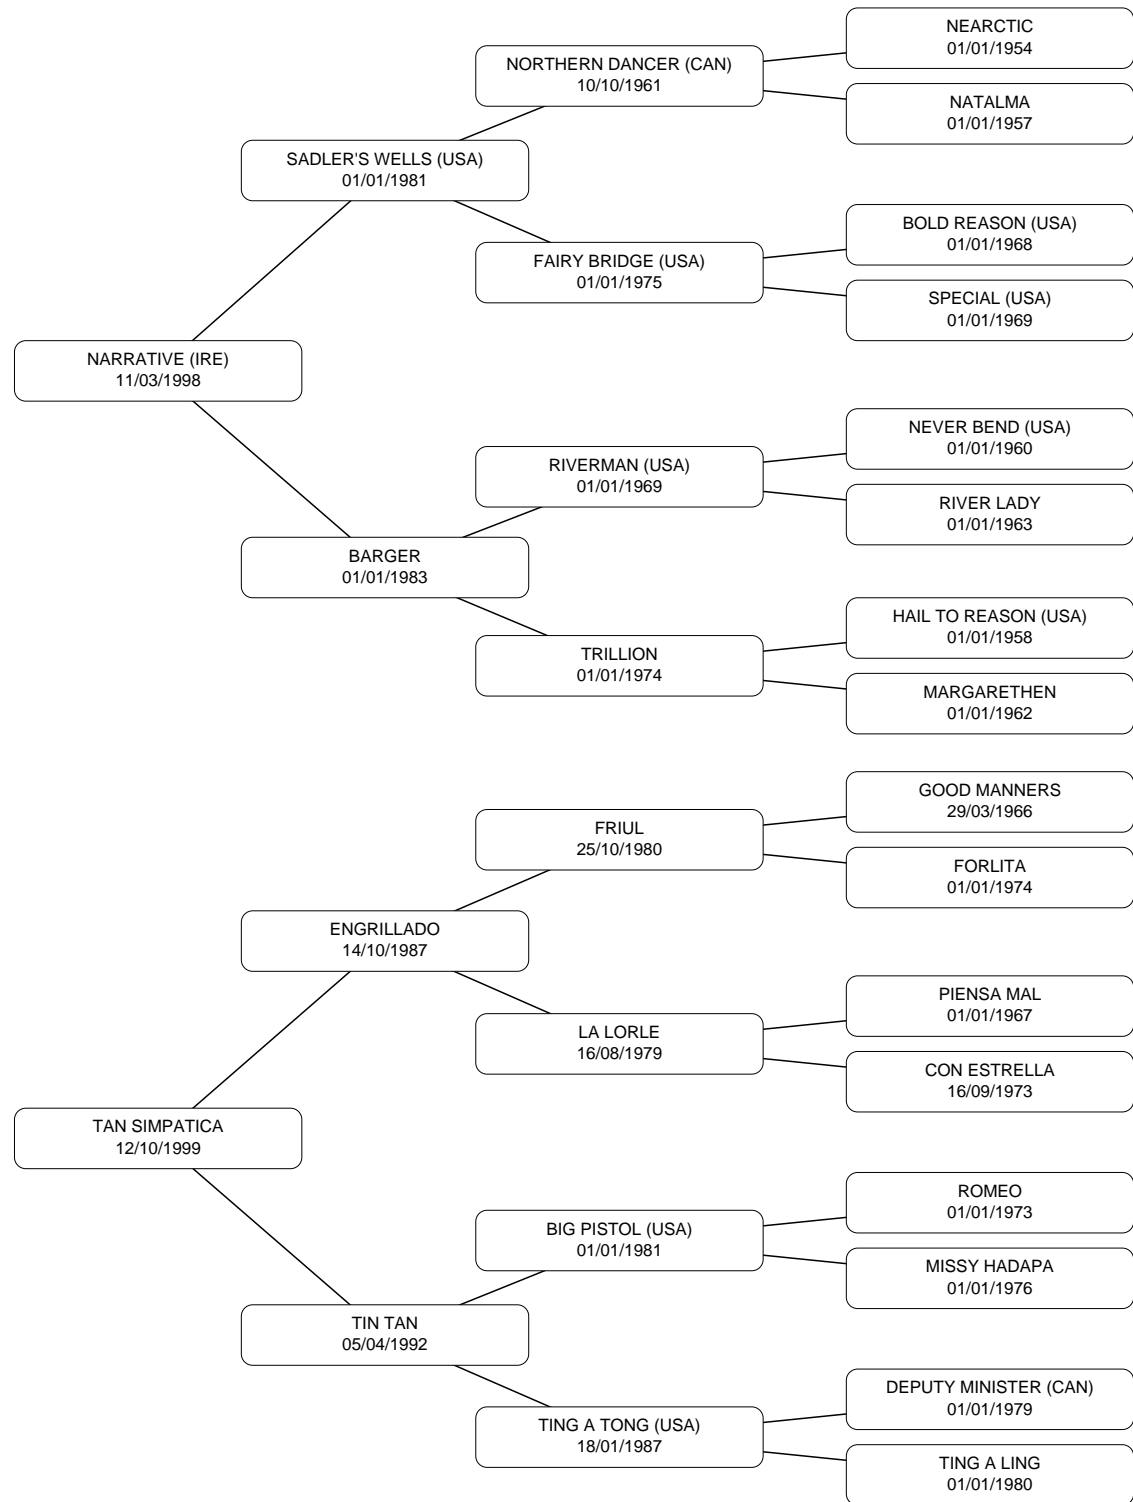 NEARCTIC
01/01/1954
NORTHERN DANCER (CAN)
10/10/1961
NATALMA
01/01/1957
SADLER'S WELLS (USA)
01/01/1981
BOLD REASON (USA)
01/01/1968
FAIRY BRIDGE (USA)
01/01/1975
SPECIAL (USA)
01/01/1969
NARRATIVE (IRE)
11/03/1998
NEVER BEND (USA)
01/01/1960
RIVERMAN (USA)
01/01/1969
RIVER LADY
01/01/1963
BARGER
01/01/1983
HAIL TO REASON (USA)
01/01/1958
TRILLION
01/01/1974
MARGARETHEN
01/01/1962
GOOD MANNERS
29/03/1966
FRIUL
25/10/1980
FORLITA
01/01/1974
ENGRILLADO
14/10/1987
PIENSA MAL
01/01/1967
LA LORLE
16/08/1979
CON ESTRELLA
16/09/1973
TAN SIMPATICA
12/10/1999
ROMEO
01/01/1973
BIG PISTOL (USA)
01/01/1981
MISSY HADAPA
01/01/1976
TIN TAN
05/04/1992
DEPUTY MINISTER (CAN)
01/01/1979
TING A TONG (USA)
18/01/1987
TING A LING
01/01/1980